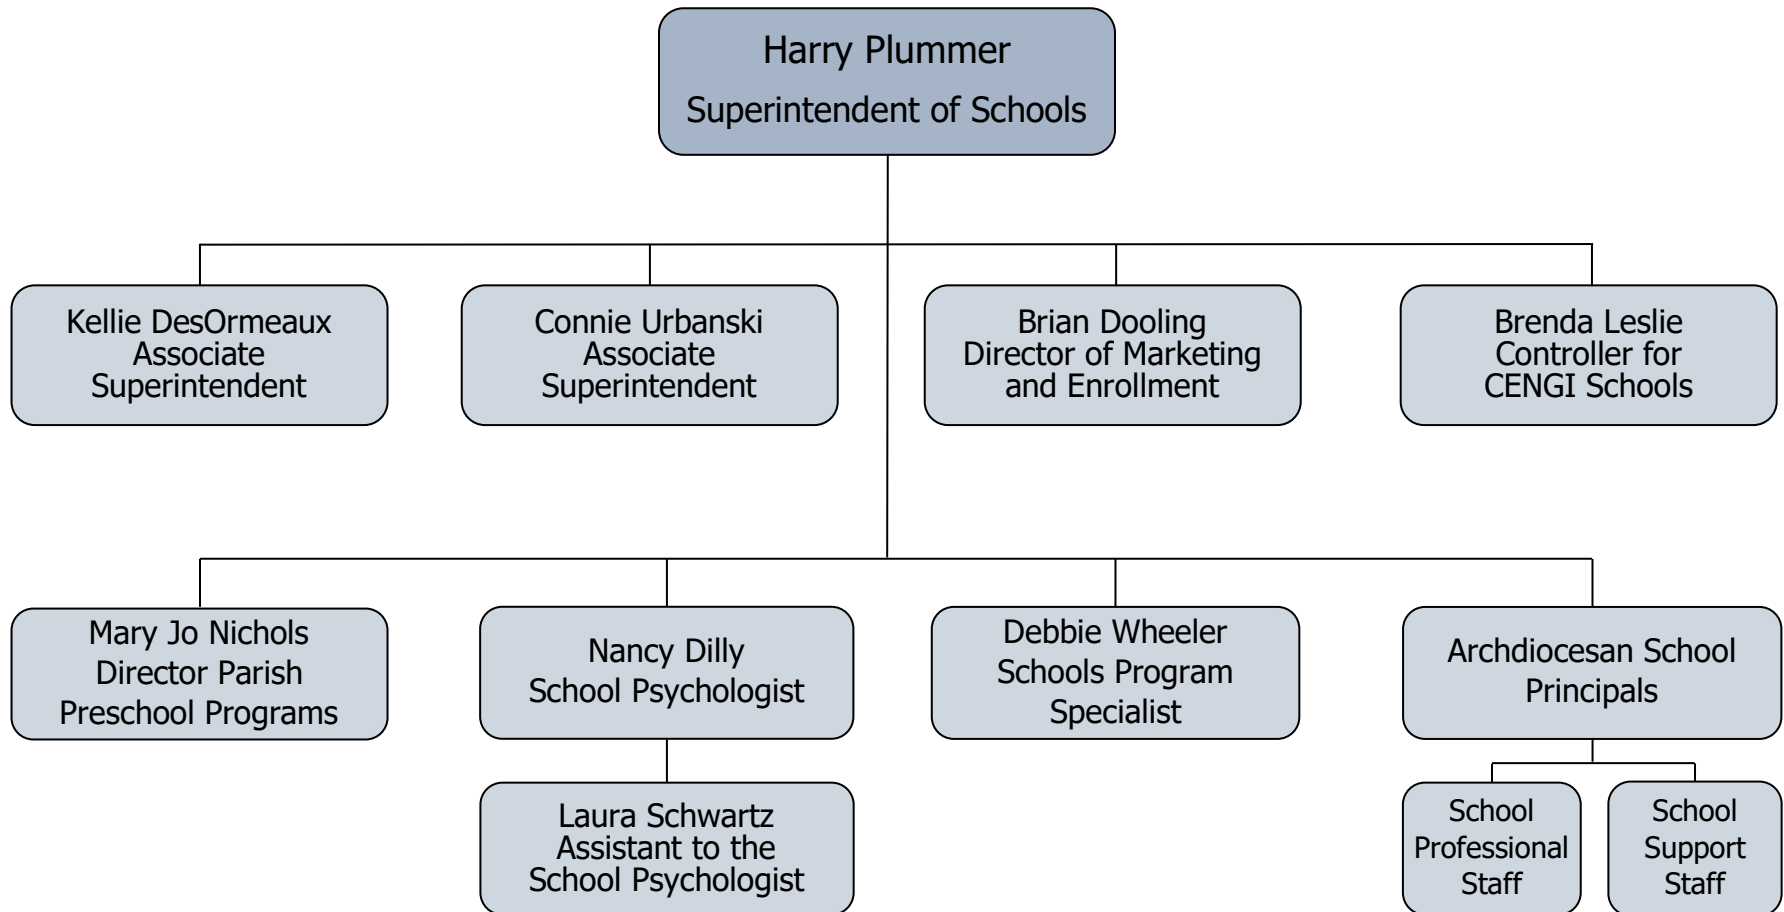 Harry Plummer
Superintendent of Schools
Kellie DesOrmeaux
Associate
Superintendent
Connie Urbanski
Associate
Superintendent
Brian Dooling
Director of Marketing
and Enrollment
Brenda Leslie
Controller for
CENGI Schools
Mary Jo Nichols
Director Parish
Preschool Programs
Nancy Dilly
School Psychologist
Debbie Wheeler
Schools Program
Specialist
Archdiocesan School
Principals
Laura Schwartz
Assistant to the
School Psychologist
School
Professional
Staff
School
Support
Staff